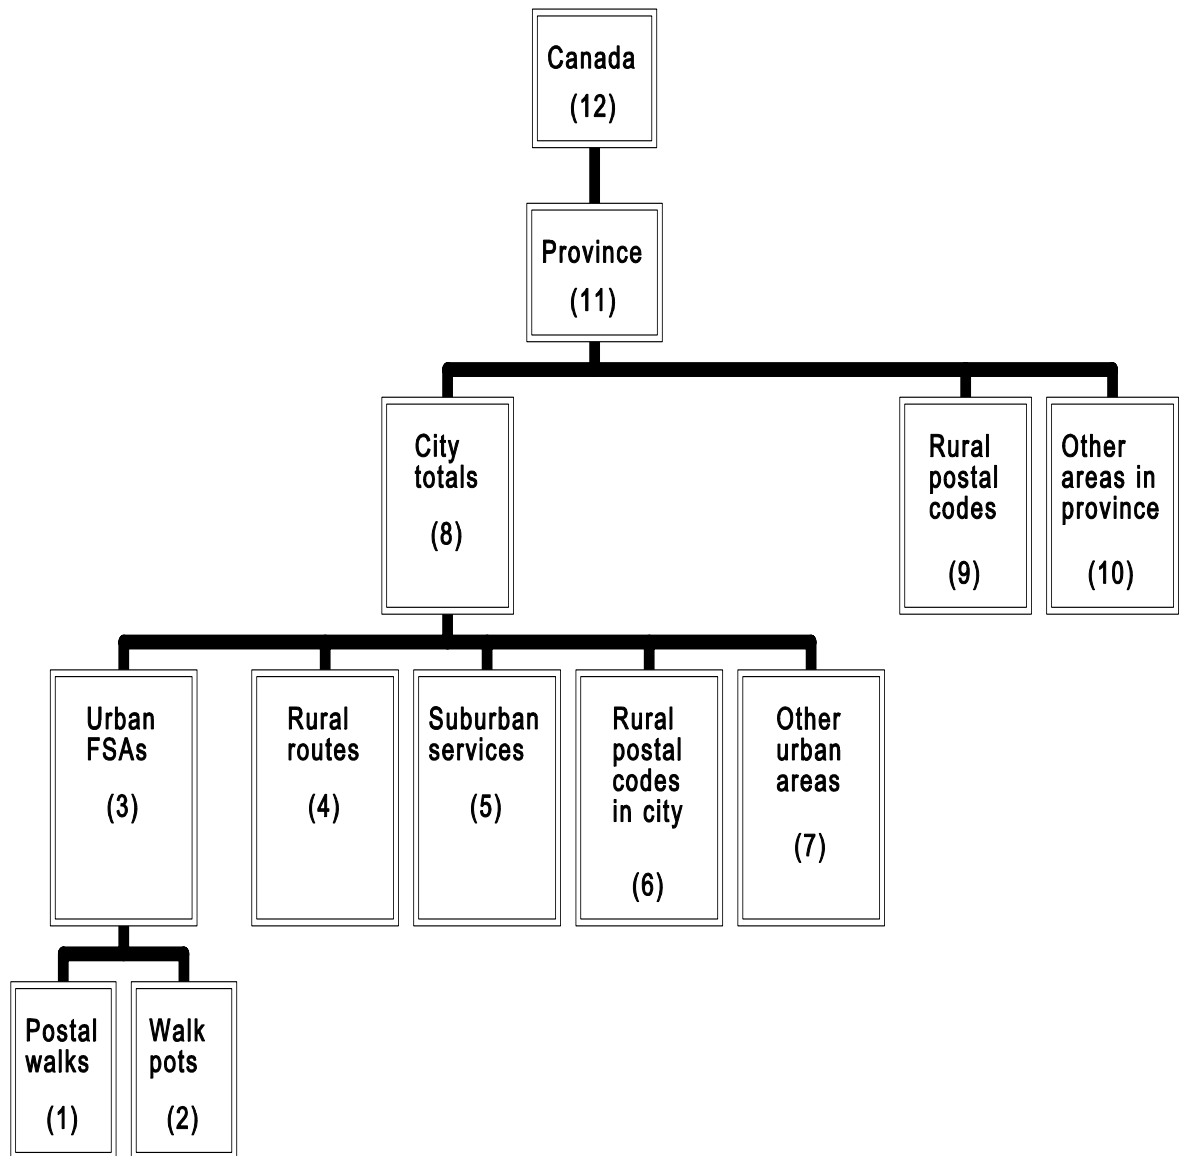 Canada
(12)
Province
(11)
City
totals
(8)
Rural
postal
codes
(9)
Other
areas in
province
(10)
Urban
FSAs
(3)
Rural
routes
(4)
Suburban
services
(5)
Rural
postal
codes
in city
(6)
Other
urban
areas
(7)
Postal
walks
(1)
Walk
pots
(2)